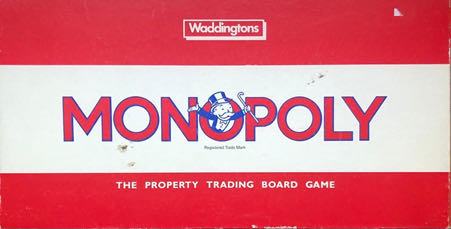 Waddingtons
MONOPOLY
Registered Trade Mark
THE PROPERTY TRADING BOARD GAME